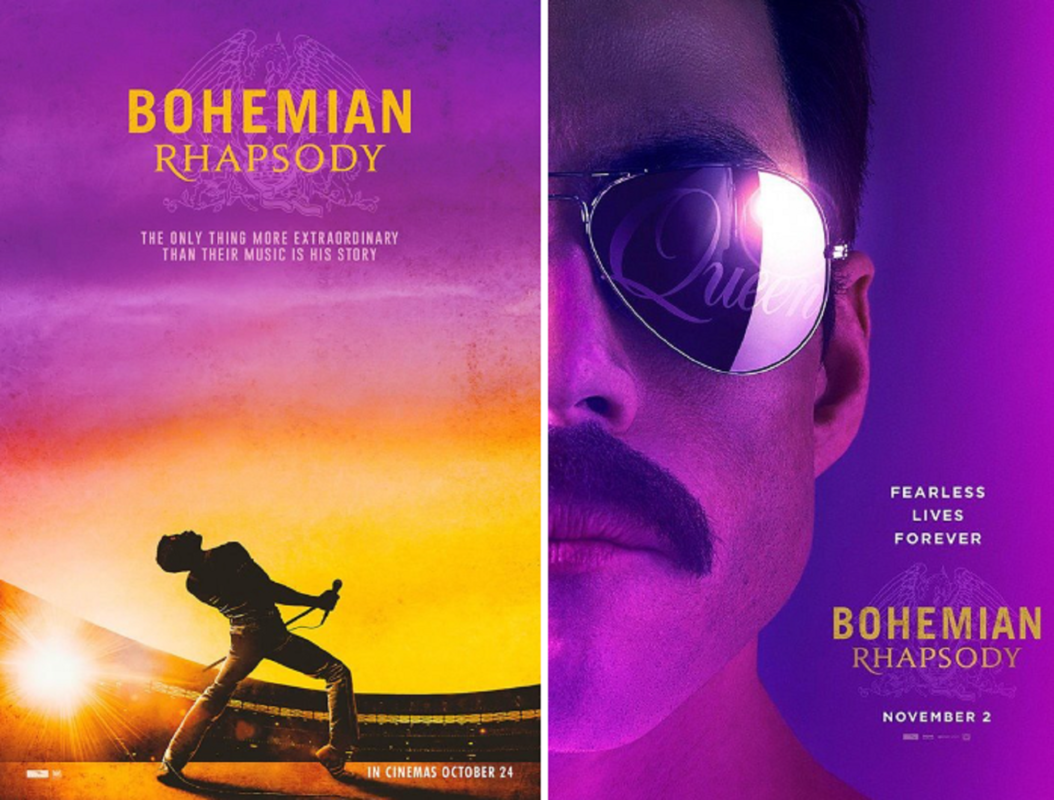 BOHEMIAN
RHAPSODY
THE ONLY THING MORE EXTRAORDINARY
THAN THEIR MUSIC IS HIS STORY
IN CINEMAS OCTOBER 24
Queen
FEARLESS
LIVES
FOREVER
BOHEMIAN
RHAPSODY
NOVEMBER 2